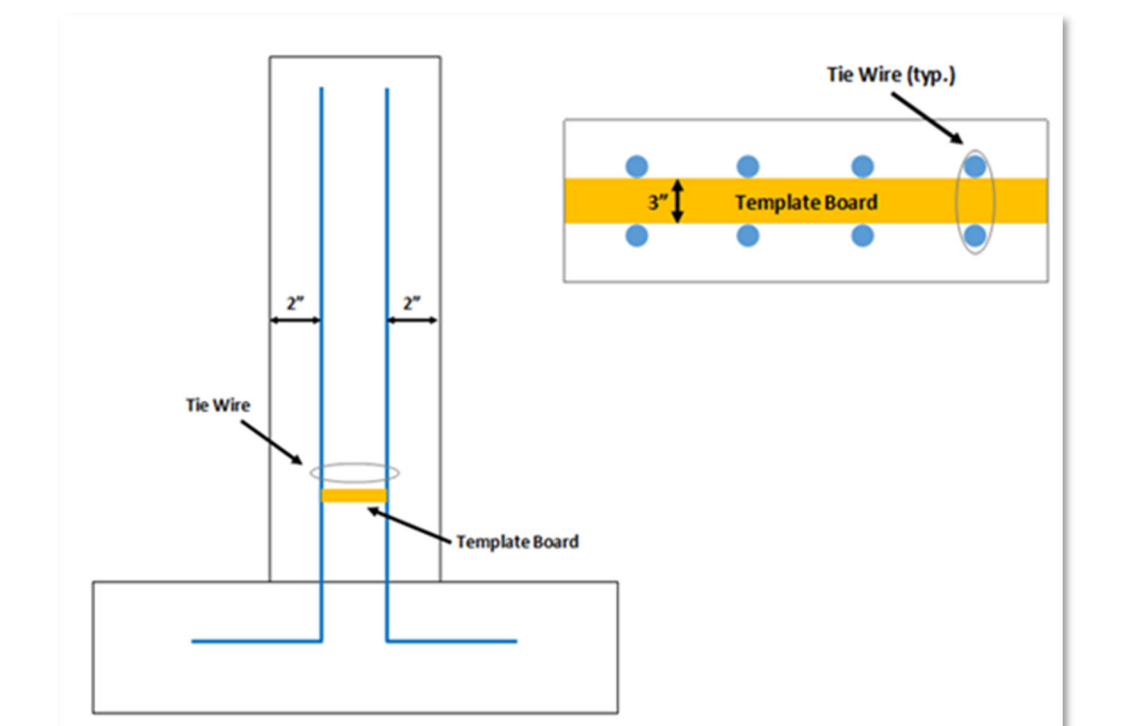 Tie Wire (typ.)
3”
Template Board
2”
2”
Tie Wire
Template Board